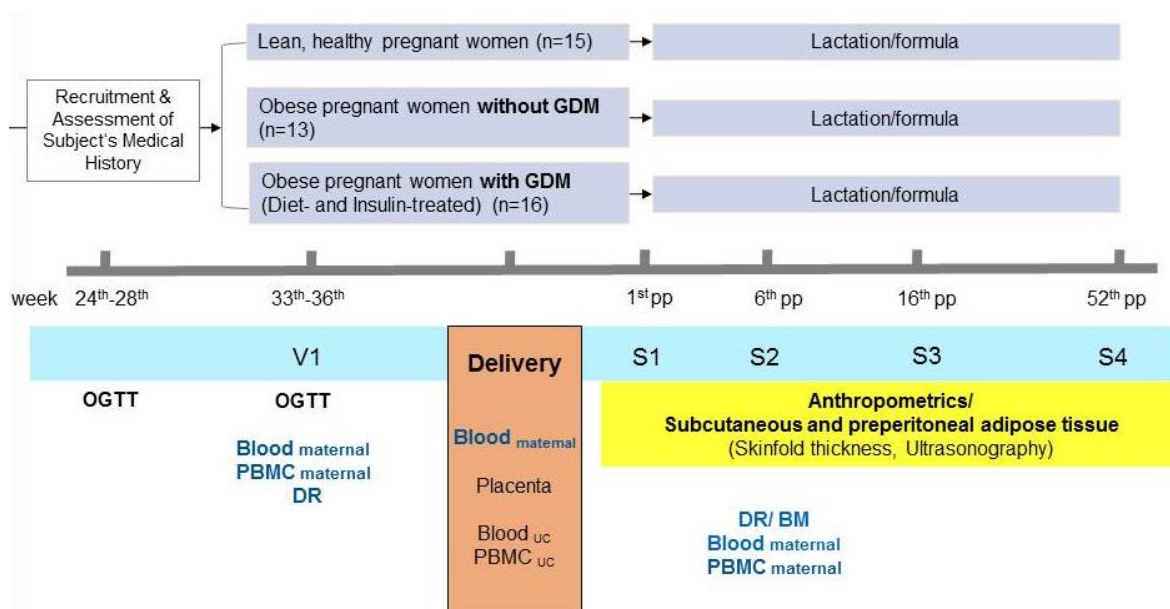 Recruitment &
Assessment of
Subject's Medical
History
Lean, healthy pregnant women (n=15)
Lactation/formula
Obese pregnant women without GDM
(n=13)
Lactation/formula
Obese pregnant women with GDM
(Diet- and Insulin-treated) (n=16)
Lactation/formula
week 24th-28th 33th-36th 1st pp 6th pp 16th pp 52th pp
V1 Delivery S1 S2 S3 S4
OGTT OGTT
Blood maternal
PBMC maternal
DR
Blood maternal
Placenta
Blood UC
PBMC UC
Anthropometrics/
Subcutaneous and preperitoneal adipose tissue
(Skinfold thickness, Ultrasonography)
DR/ BM
Blood maternal
PBMC maternal